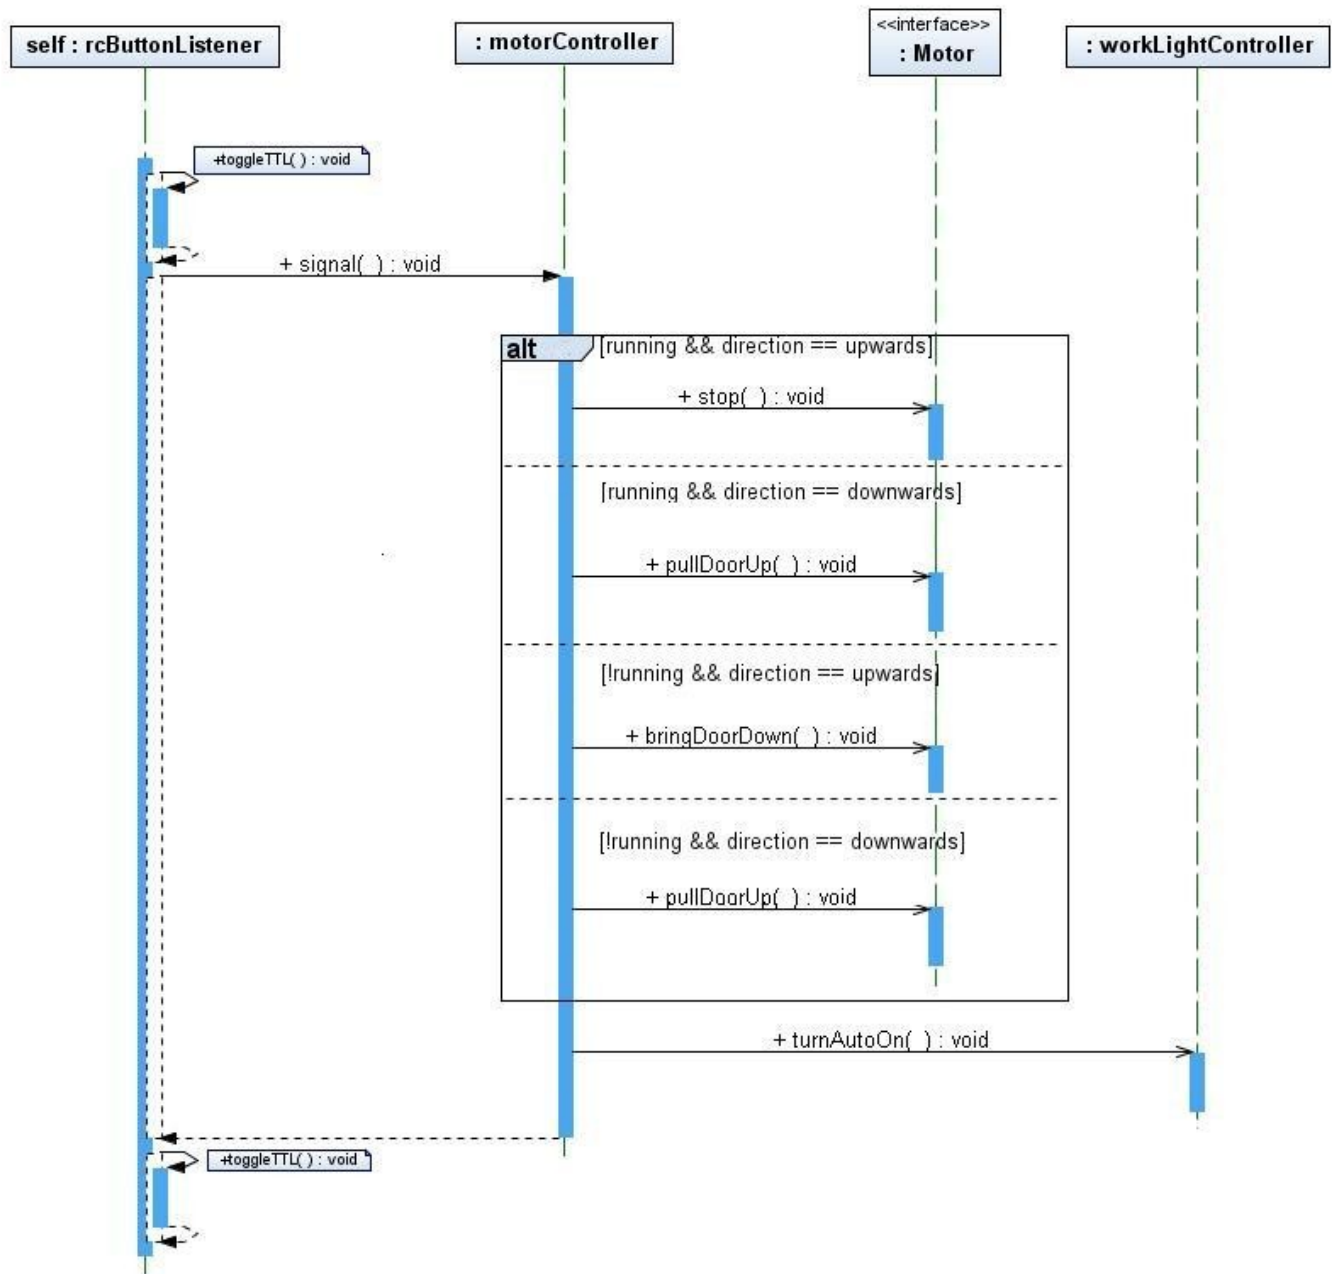 self : rcButtonListener
: motorController
<<interface>>
: Motor
: workLightController
+toggleTTL( ) : void
+ signal( ) : void
alt
[running && direction == upwards]
+ stop( ) : void
[running && direction == downwards]
+ pullDoorUp( ) : void
[!running && direction == upwards]
+ bringDoorDown( ) : void
[!running && direction == downwards]
+ pullDoorUp( ) : void
+ turnAutoOn( ) : void
+toggleTTL( ) : void